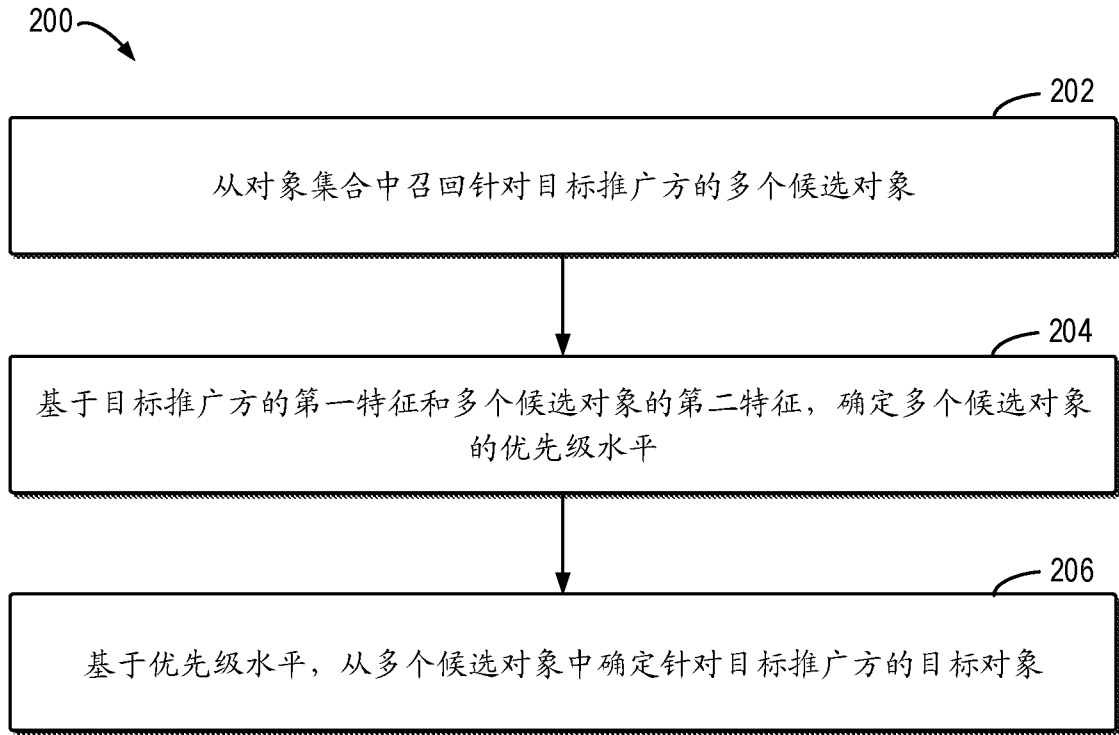 200
202
从对象集合中召回针对目标推广方的多个候选对象
204
基于目标推广方的第一特征和多个候选对象的第二特征，确定多个候选对象
的优先级水平
206
基于优先级水平，从多个候选对象中确定针对目标推广方的目标对象